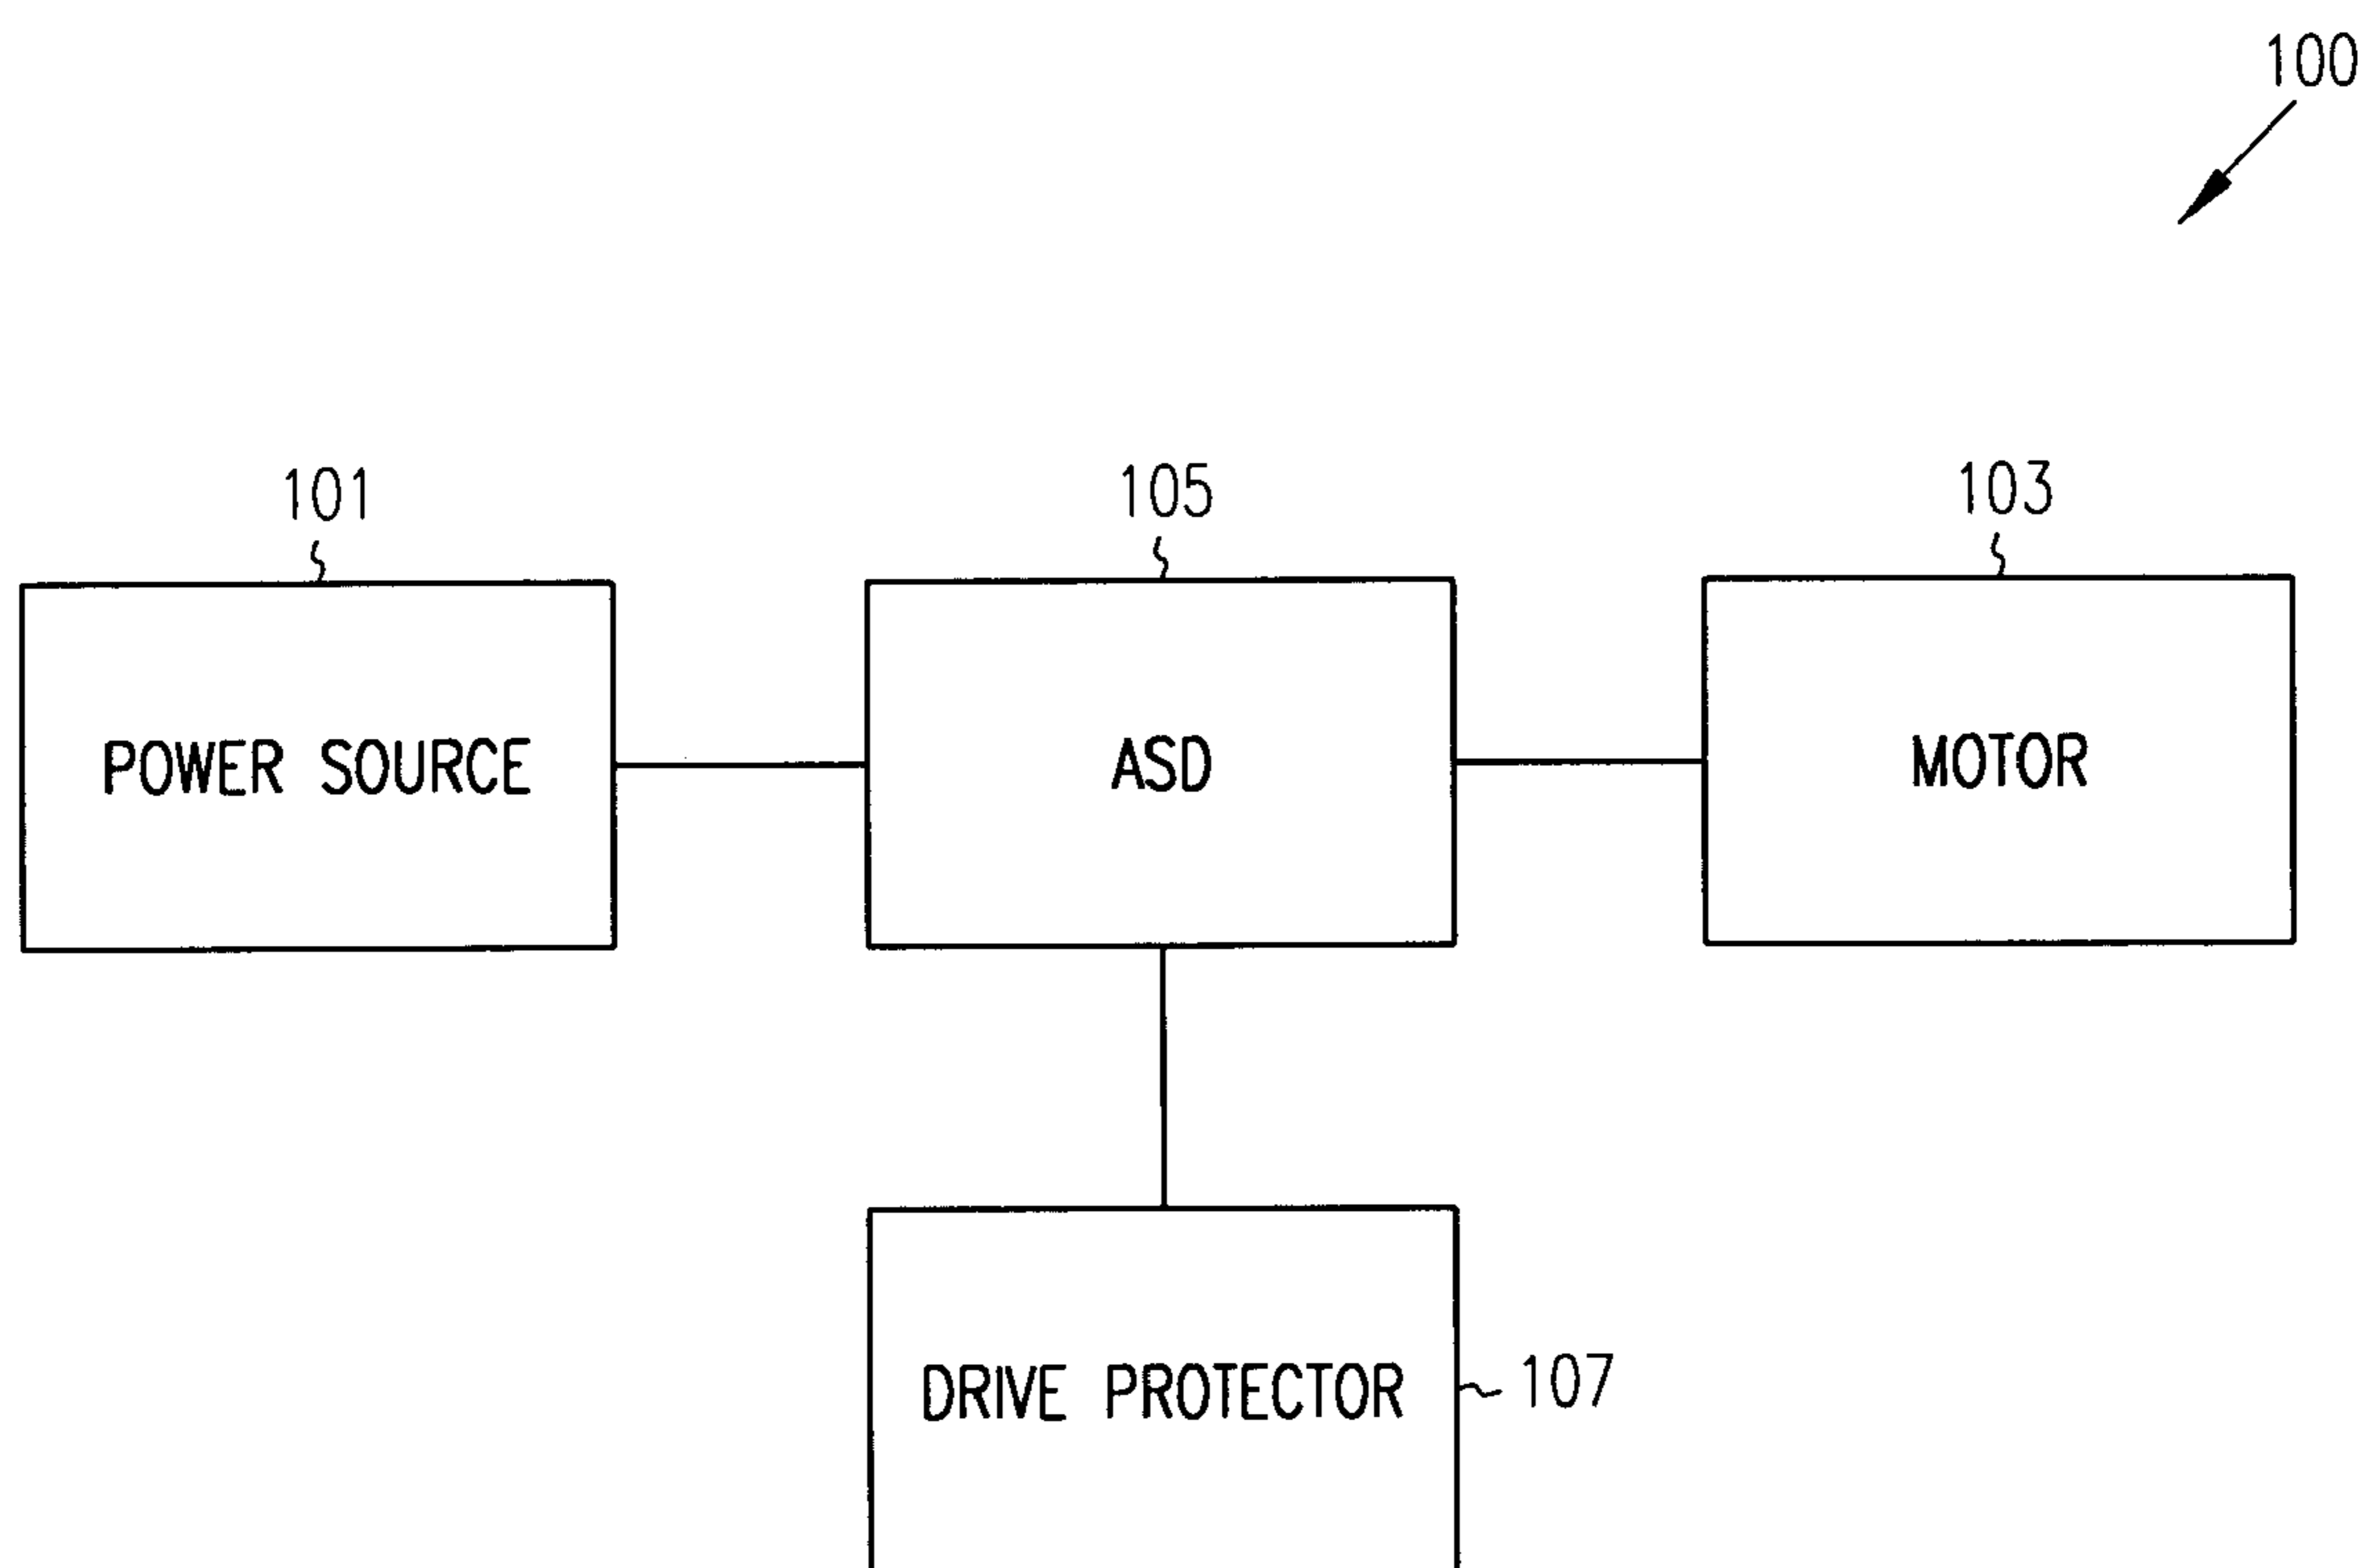 100
101
105
103
POWER SOURCE
ASD
MOTOR
DRIVE PROTECTOR
107